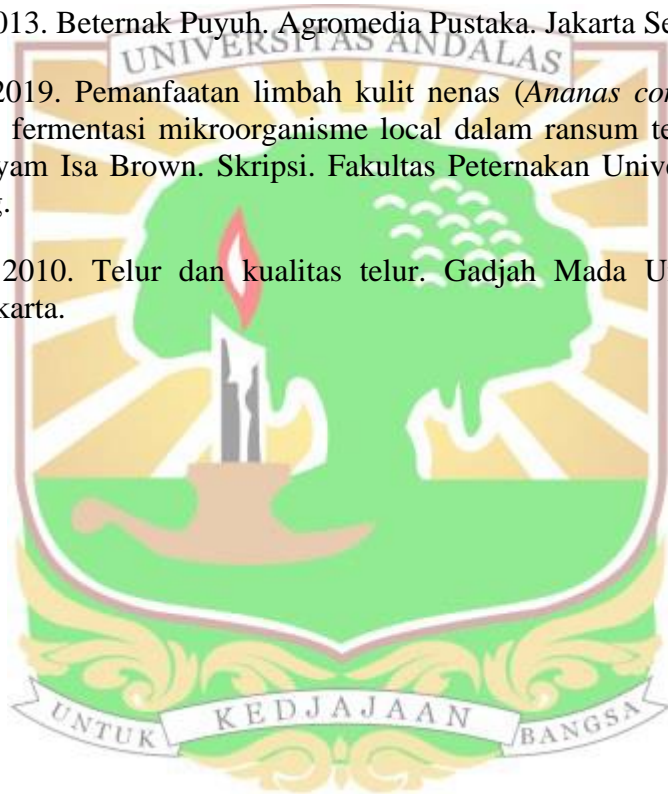 013. Beternak Puyuh. Agromedia Pustaka. Jakarta Se
UNIVERSITAS ANDALAS
2019. Pemanfaatan limbah kulit nenas (Ananas co
fermentasi mikroorganisme local dalam ransum te
yam Isa Brown. Skripsi. Fakultas Peternakan Unive
g.
2010. Telur dan kualitas telur. Gadjah Mada U
karta.
UNTUK KEDJAJAAN BANGSA